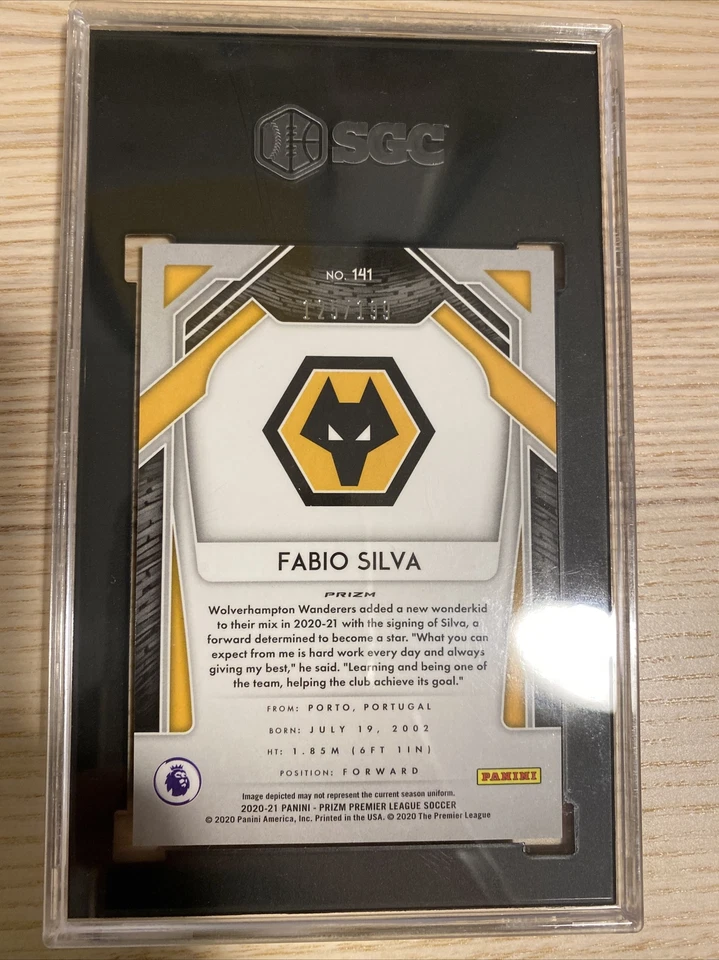 SGC
NO. 141
FABIO SILVA
PRIZM
Wolverhampton Wanderers added a new wonderkid
to their mix in 2020-21 with the signing of Silva, a
forward determined to become a star. "What you can
expect from me is hard work every day and always
giving my best," he said. "Learning and being one of
the team, helping the club achieve its goal."
FROM: PORTO, PORTUGAL
BORN: JULY 19, 2002
HT: 1.85M (6FT 1IN)
POSITION: FORWARD
PANINI
Image depicted may not represent the current season uniform.
2020-21 PANINI - PRIZM PREMIER LEAGUE SOCCER
© 2020 Panini America, Inc. Printed in the USA. © 2020 The Premier League